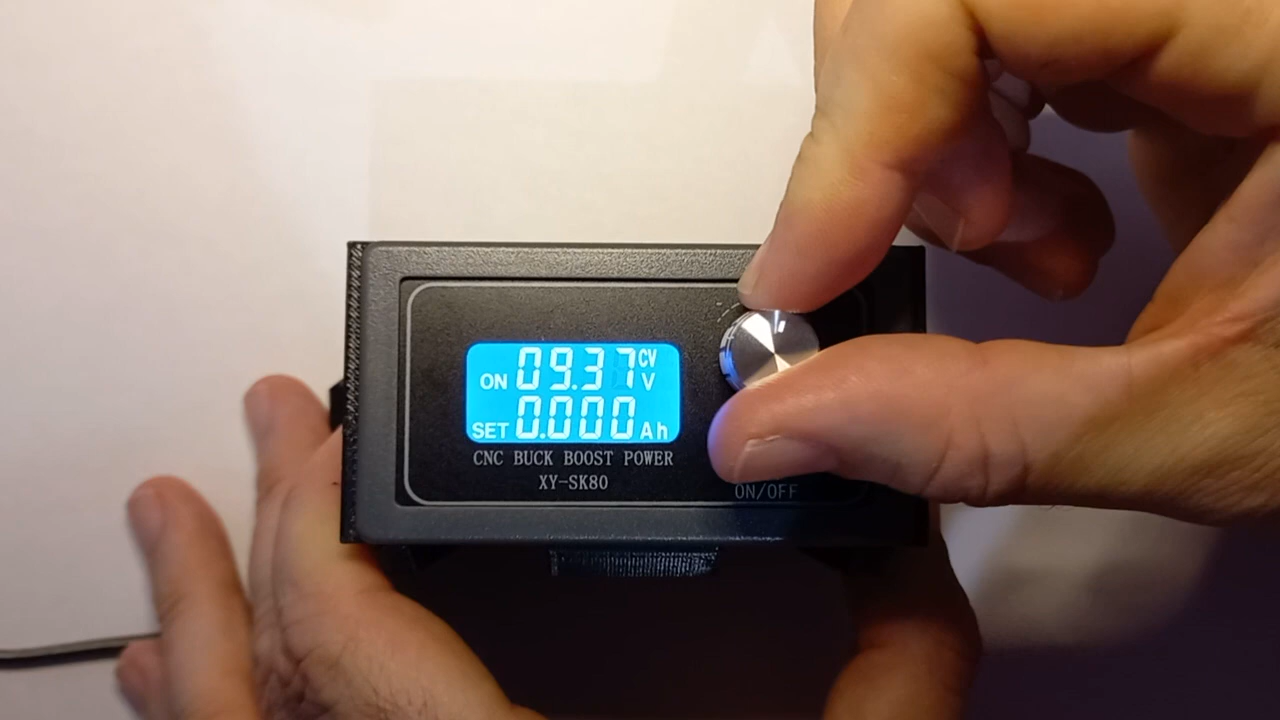 ON 09.37 CV V
SET 0.000 Ah
CNC BUCK BOOST POWER
XY-SK80
ON/OFF